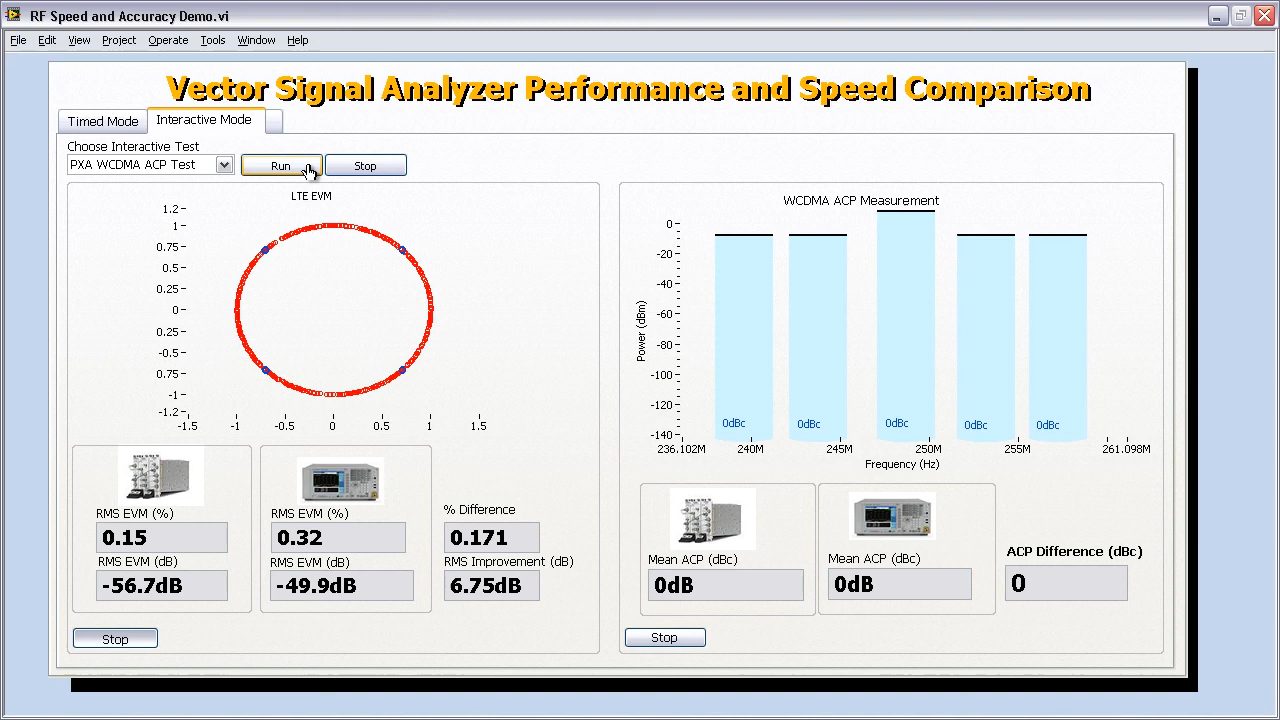 RF Speed and Accuracy Demo.vi
File Edit View Project Operate Tools Window Help
Vector Signal Analyzer Performance and Speed Comparison
Timed Mode Interactive Mode
Choose Interactive Test
PXA WCDMA ACP Test Run Stop
LTE EVM
1.2
1
0.75
0.5
0.25
0
0.25
-0.5
0.75
-1
-1.2
-1.5 -1 -0.5 0 0.5 1 1.5
WCDMA ACP Measurement
Power (dBm)
0
-20
-40
-60
-80
-100
-120
-140
0dBc 0dBc 0dBc 0dBc 0dBc
236.102M 240M 245M 250M 255M 261.098M
Frequency (Hz)
RMS EVM (%)
0.15
RMS EVM (dB)
-56.7dB
RMS EVM (%)
0.32
RMS EVM (dB)
-49.9dB
% Difference
0.171
RMS Improvement (dB)
6.75dB
Stop
Mean ACP (dBc)
0dB
Mean ACP (dBc)
0dB
ACP Difference (dBc)
0
Stop